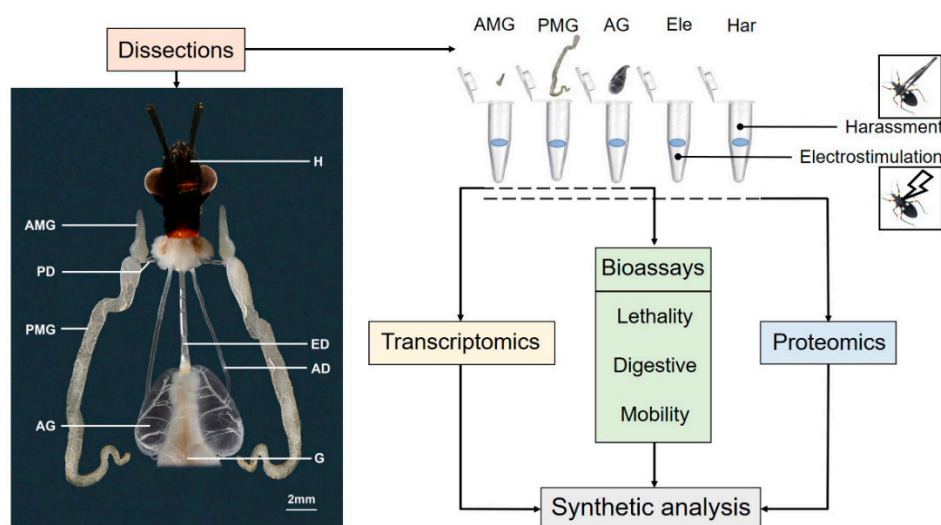 Dissections
AMG PMG AG Ele Har
Harassment
Electrostimulation
H
AMG
PD
PMG
ED
AD
AG
G
2mm
Bioassays
Lethality
Digestive
Mobility
Transcriptomics
Proteomics
Synthetic analysis